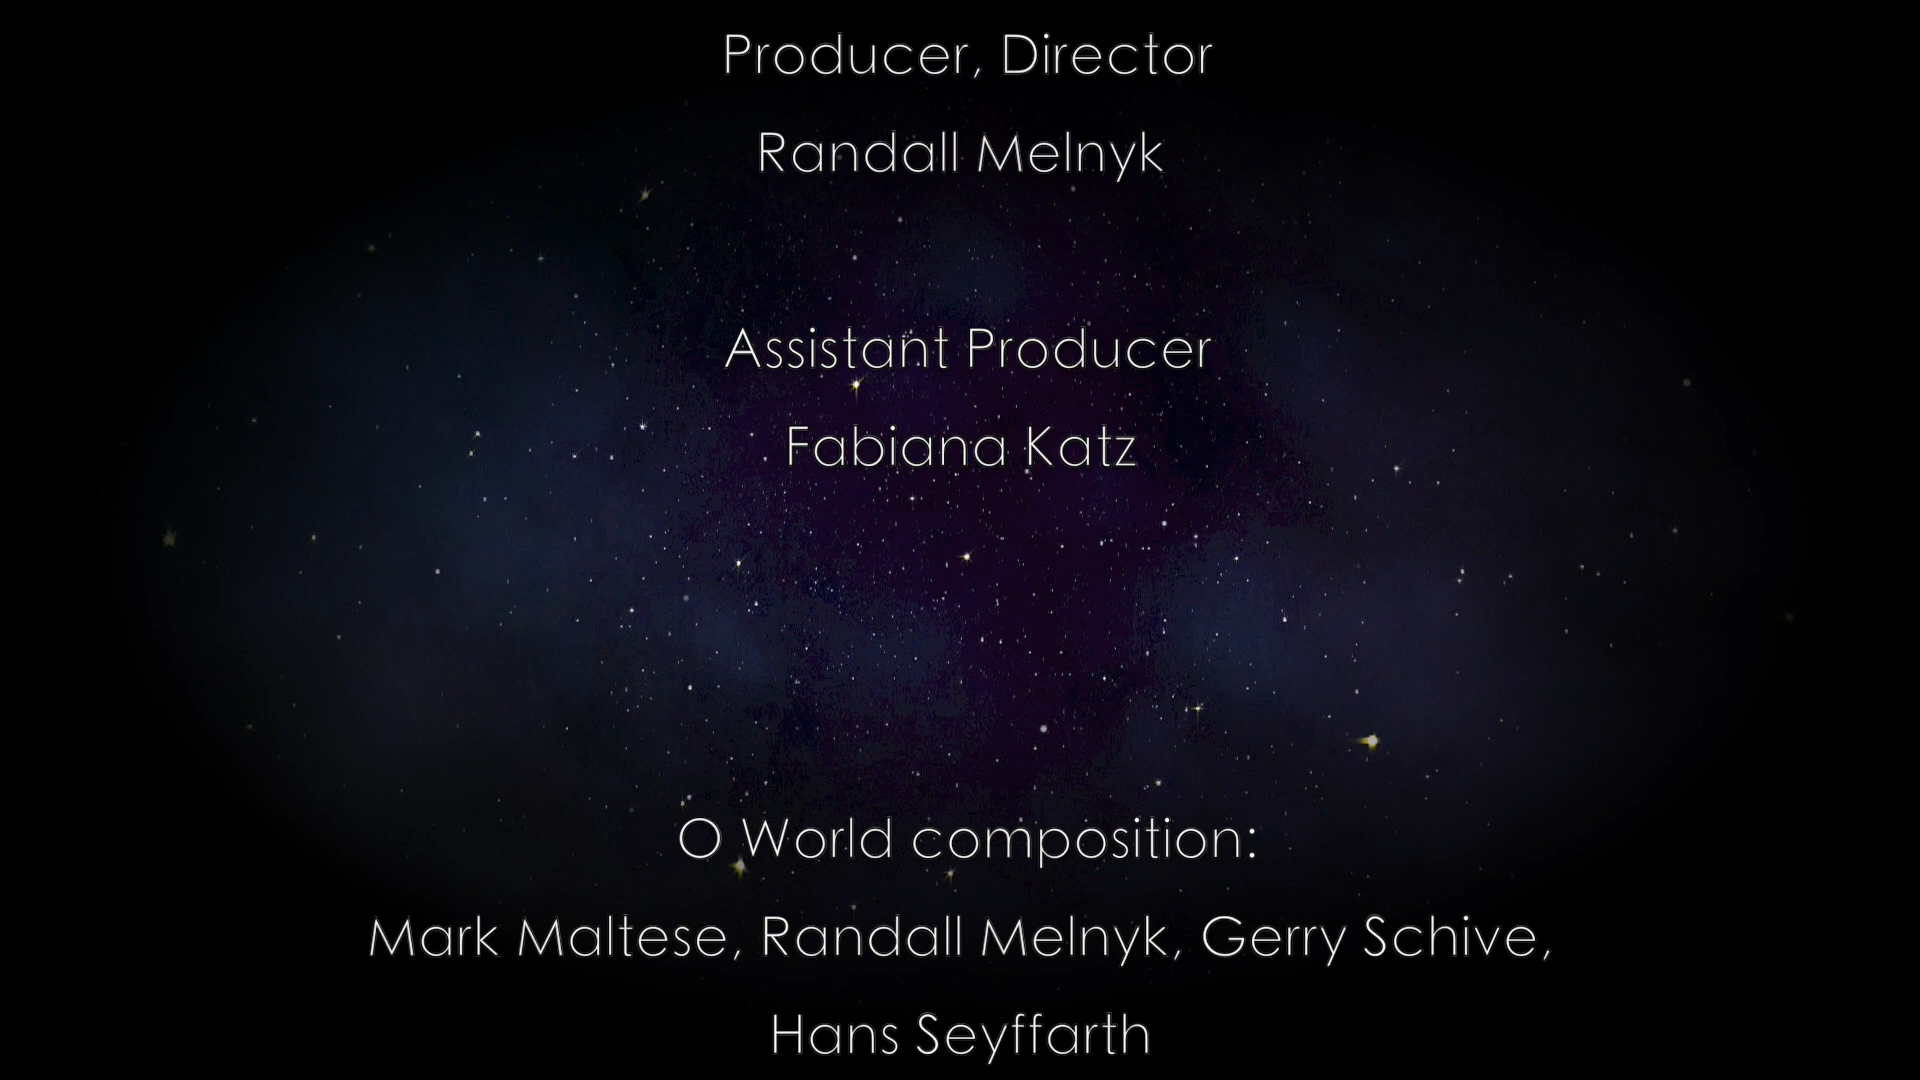 Producer, Director
Randall Melnyk
Assistant Producer
Fabiana Katz
O World composition:
Mark Maltese, Randall Melnyk, Gerry Schive,
Hans Seyffarth